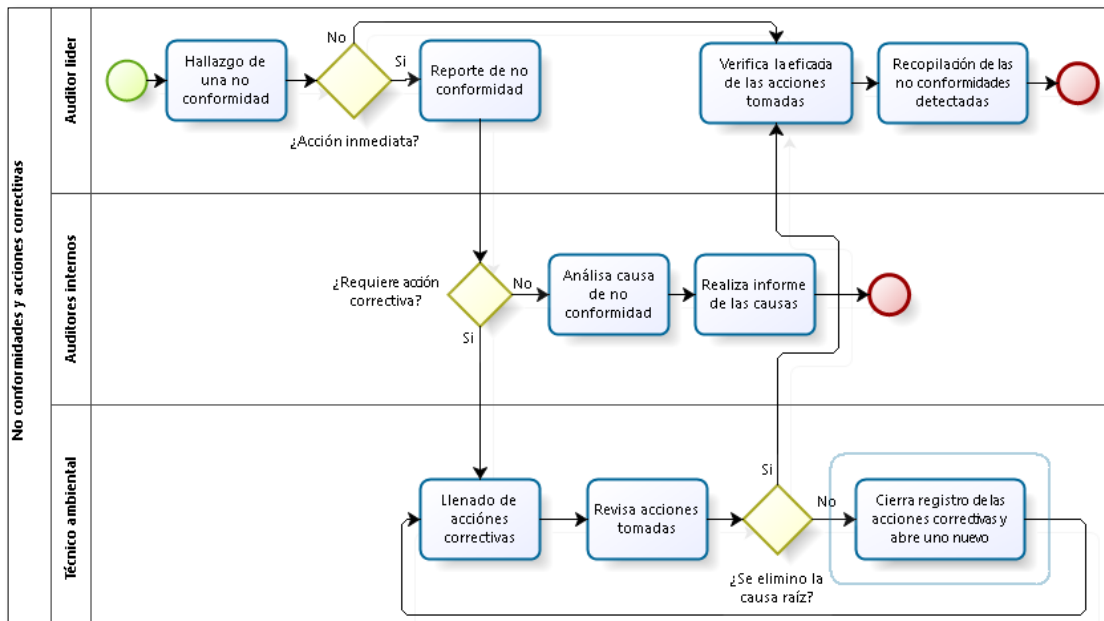 No conformidades y acciones correctivas
Auditor lider
Hallazgo de
una no
conformidad
No
Si
¿Acción inmediata?
Reporte de no
conformidad
Verifica la eficacia
de las acciones
tomadas
Recopilación de las
no conformidades
detectadas
Auditores internos
¿Requiere acción
correctiva?
No
Si
Análisa causa
de no
conformidad
Realiza informe
de las causas
Técnico ambiental
Llenado de
acciónes
correctivas
Revisa acciones
tomadas
Si
No
¿Se elimino la
causa raíz?
Cierra registro de las
acciones correctivas y
abre uno nuevo